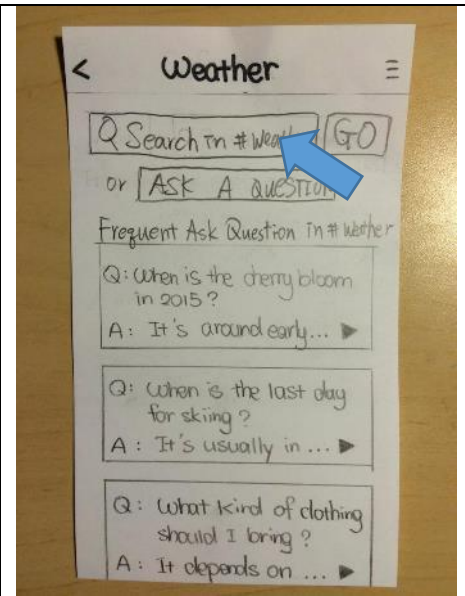 < Weather
Search in # Weath
GO
or ASK A QUESTION
Frequent Ask Question in # Weather
Q: When is the cherry bloom
in 2015?
A: It's around early...
Q: When is the last day
for skiing?
A: It's usually in ...
Q: What kind of clothing
should I bring?
A: It depends on ...